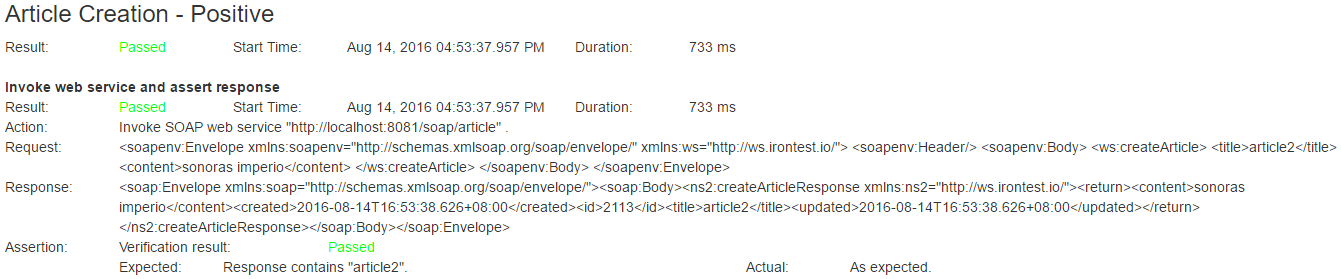 Article Creation - Positive
Result: Passed Start Time: Aug 14, 2016 04:53:37.957 PM Duration: 733 ms
Invoke web service and assert response
Result: Passed Start Time: Aug 14, 2016 04:53:37.957 PM Duration: 733 ms
Action: Invoke SOAP web service "http://localhost:8081/soap/article" .
Request: <soapenv:Envelope xmlns:soapenv="http://schemas.xmlsoap.org/soap/envelope/" xmlns:ws="http://ws.irontest.io/"> <soapenv:Header/> <soapenv:Body> <ws:createArticle> <title>article2</title>
<content>sonoras imperio</content> </ws:createArticle> </soapenv:Body> </soapenv:Envelope>
Response: <soap:Envelope xmlns:soap="http://schemas.xmlsoap.org/soap/envelope/"><soap:Body><ns2:createArticleResponse xmlns:ns2="http://ws.irontest.io/"><return><content>sonoras
imperio</content><created>2016-08-14T16:53:38.626+08:00</created><id>2113</id><title>article2</title><updated>2016-08-14T16:53:38.626+08:00</updated></return>
</ns2:createArticleResponse></soap:Body></soap:Envelope>
Assertion: Verification result: Passed
Expected: Response contains "article2". Actual: As expected.